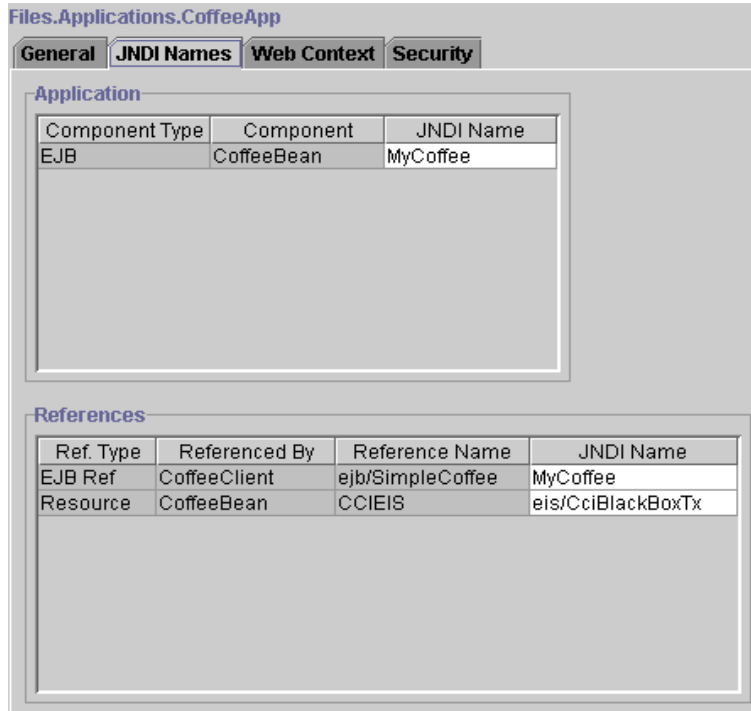 Files.Applications.CoffeeApp
General JNDI Names Web Context Security
Application
Component Type Component JNDI Name
EJB CoffeeBean MyCoffee
References
Ref. Type Referenced By Reference Name JNDI Name
EJB Ref CoffeeClient ejb/SimpleCoffee MyCoffee
Resource CoffeeBean CCIEIS eis/CciBlackBoxTx